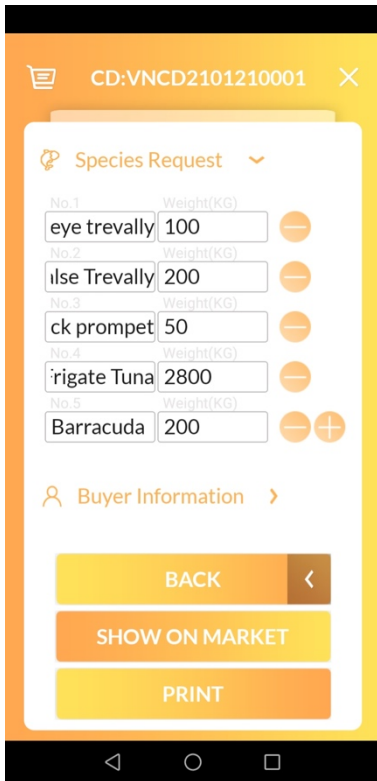 CD:VNCD2101210001
Species Request
No.1 Weight(KG)
eye trevally 100
No.2 Weight(KG)
alse Trevally 200
No.3 Weight(KG)
ck prompet 50
No.4 Weight(KG)
Frigate Tuna 2800
No.5 Weight(KG)
Barracuda 200
Buyer Information
BACK
SHOW ON MARKET
PRINT